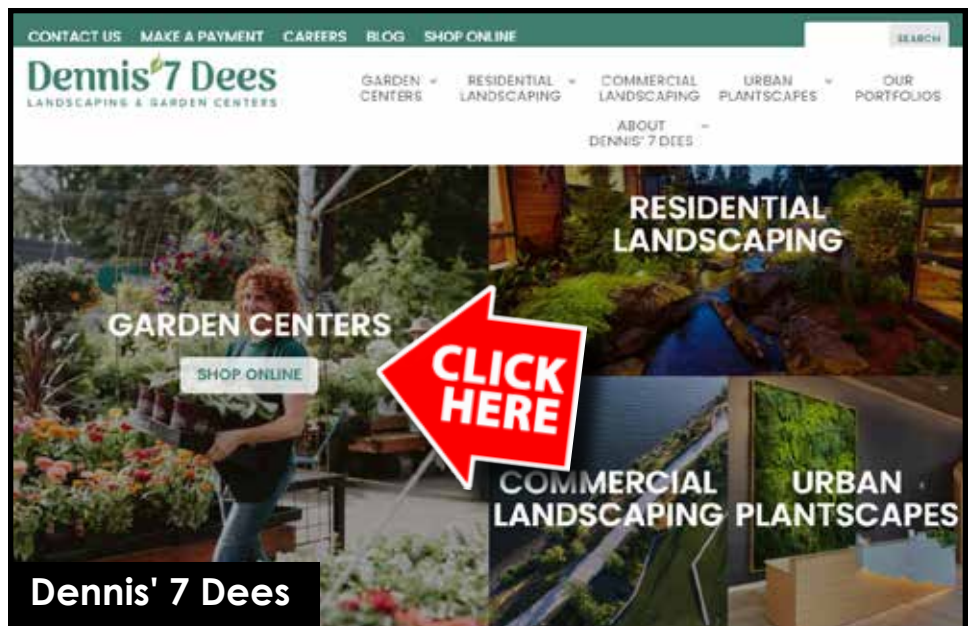 CONTACT US MAKE A PAYMENT CAREERS BLOG SHOP ONLINE
SEARCH
Dennis' 7 Dees
LANDSCAPING & GARDEN CENTERS
GARDEN CENTERS
RESIDENTIAL LANDSCAPING
COMMERCIAL LANDSCAPING
URBAN PLANTSCAPES
OUR PORTFOLIOS
ABOUT
DENNIS' 7 DEES
RESIDENTIAL
LANDSCAPING
GARDEN CENTERS
SHOP ONLINE
CLICK
HERE
COMMERCIAL
LANDSCAPING
URBAN
PLANTSCAPES
Dennis' 7 Dees